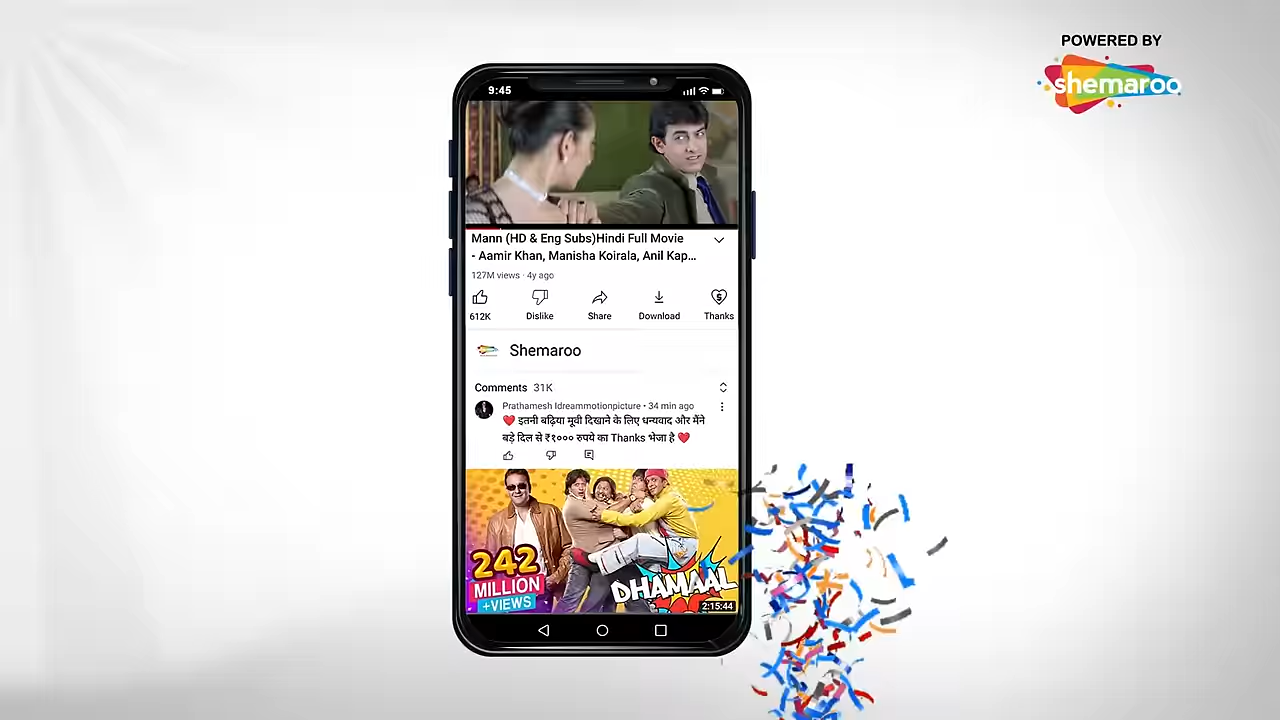 POWERED BY
shemaroo
9:45
Mann (HD & Eng Subs)Hindi Full Movie
- Aamir Khan, Manisha Koirala, Anil Kap...
127M views · 4y ago
612K
Dislike
Share
Download
Thanks
Shemaroo
Comments 31K
Prathamesh Idreammotionpicture • 34 min ago
❤️ इतनी बढ़िया मूवी दिखाने के लिए धन्यवाद और मैंने
बड़े दिल से ₹१००० रुपये का Thanks भेजा है ❤️
242
MILLION
+VIEWS
DHAMAAL
2:15:44